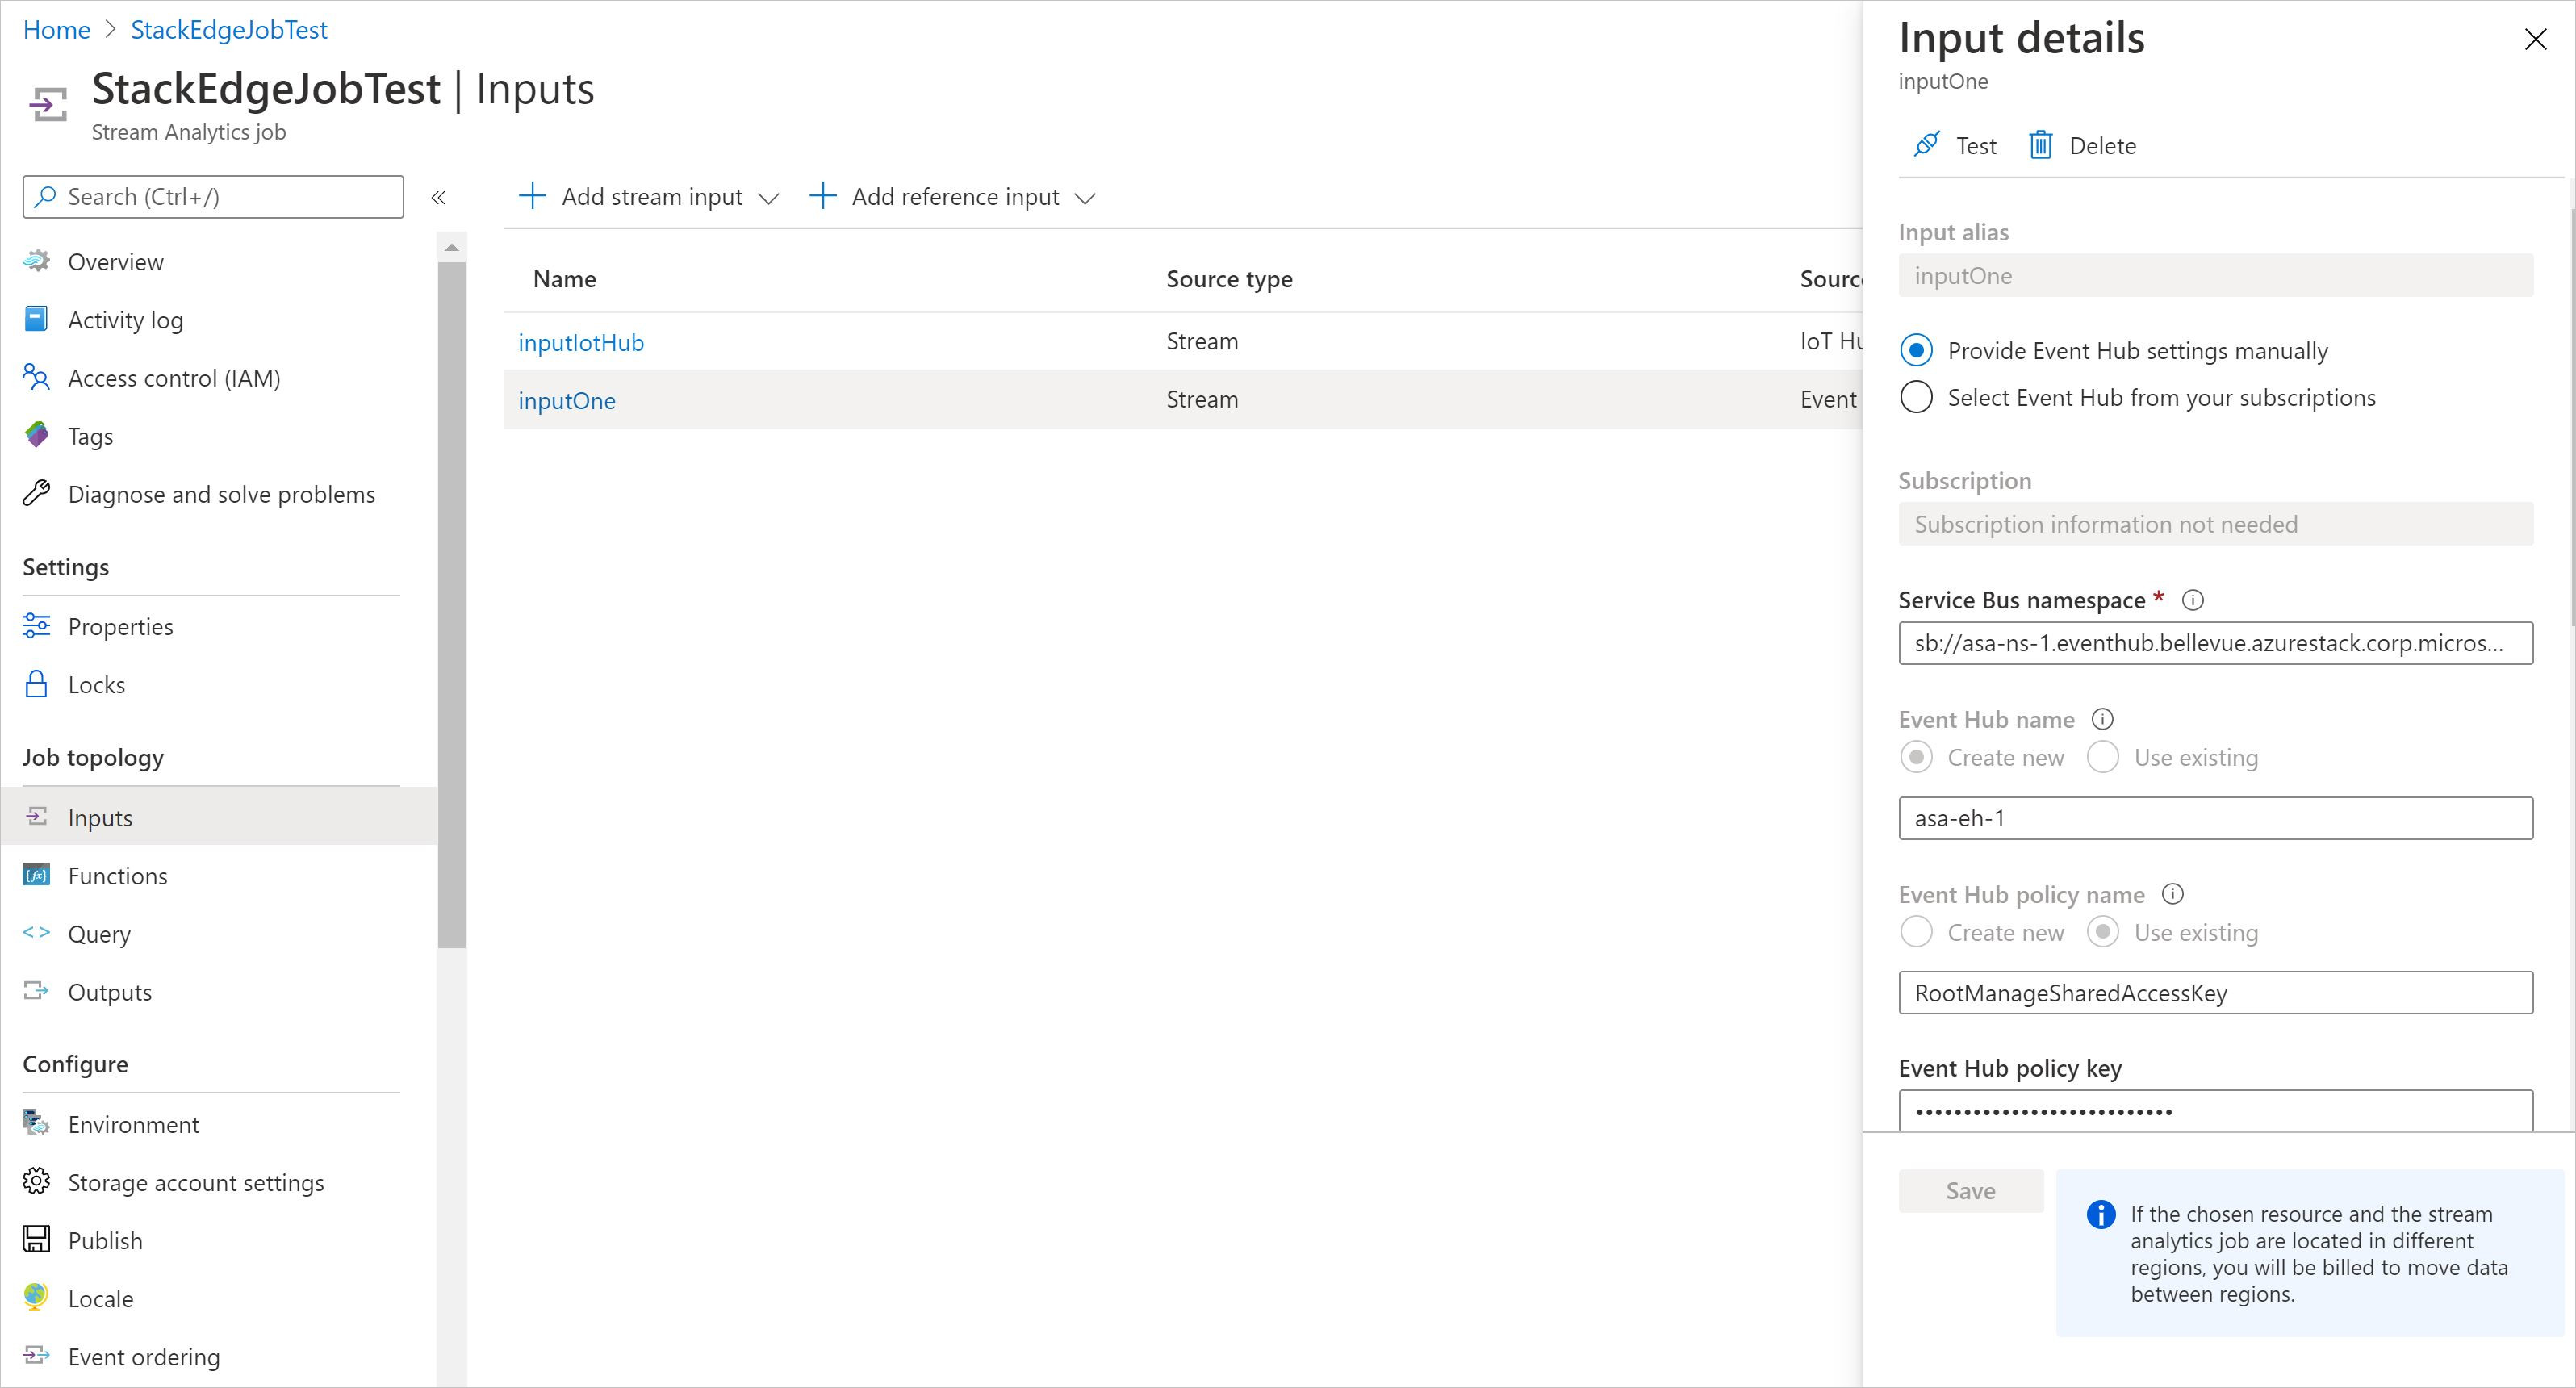 Home > StackEdgeJobTest
StackEdgeJobTest | Inputs
Stream Analytics job
Search (Ctrl+/)
«
Overview
Activity log
Access control (IAM)
Tags
Diagnose and solve problems
Settings
Properties
Locks
Job topology
Inputs
Functions
Query
Outputs
Configure
Environment
Storage account settings
Publish
Locale
Event ordering
+ Add stream input + Add reference input
Name Source type Sourc
inputIotHub Stream IoT Hu
inputOne Stream Event
Input details
inputOne
Test Delete
Input alias
inputOne
Provide Event Hub settings manually
Select Event Hub from your subscriptions
Subscription
Subscription information not needed
Service Bus namespace *
sb://asa-ns-1.eventhub.bellevue.azurestack.corp.micros...
Event Hub name
Create new Use existing
asa-eh-1
Event Hub policy name
Create new Use existing
RootManageSharedAccessKey
Event Hub policy key
•••••••••••••••••••••••••••
Save
If the chosen resource and the stream
analytics job are located in different
regions, you will be billed to move data
between regions.